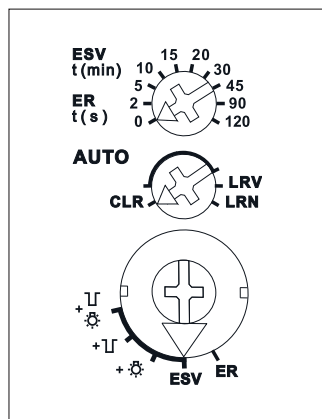 ESV
t (min)
ER
t ( s )
0
2
5
10
15
20
30
45
90
120
AUTO
CLR
LRV
LRN
+
+
+
ESV
ER